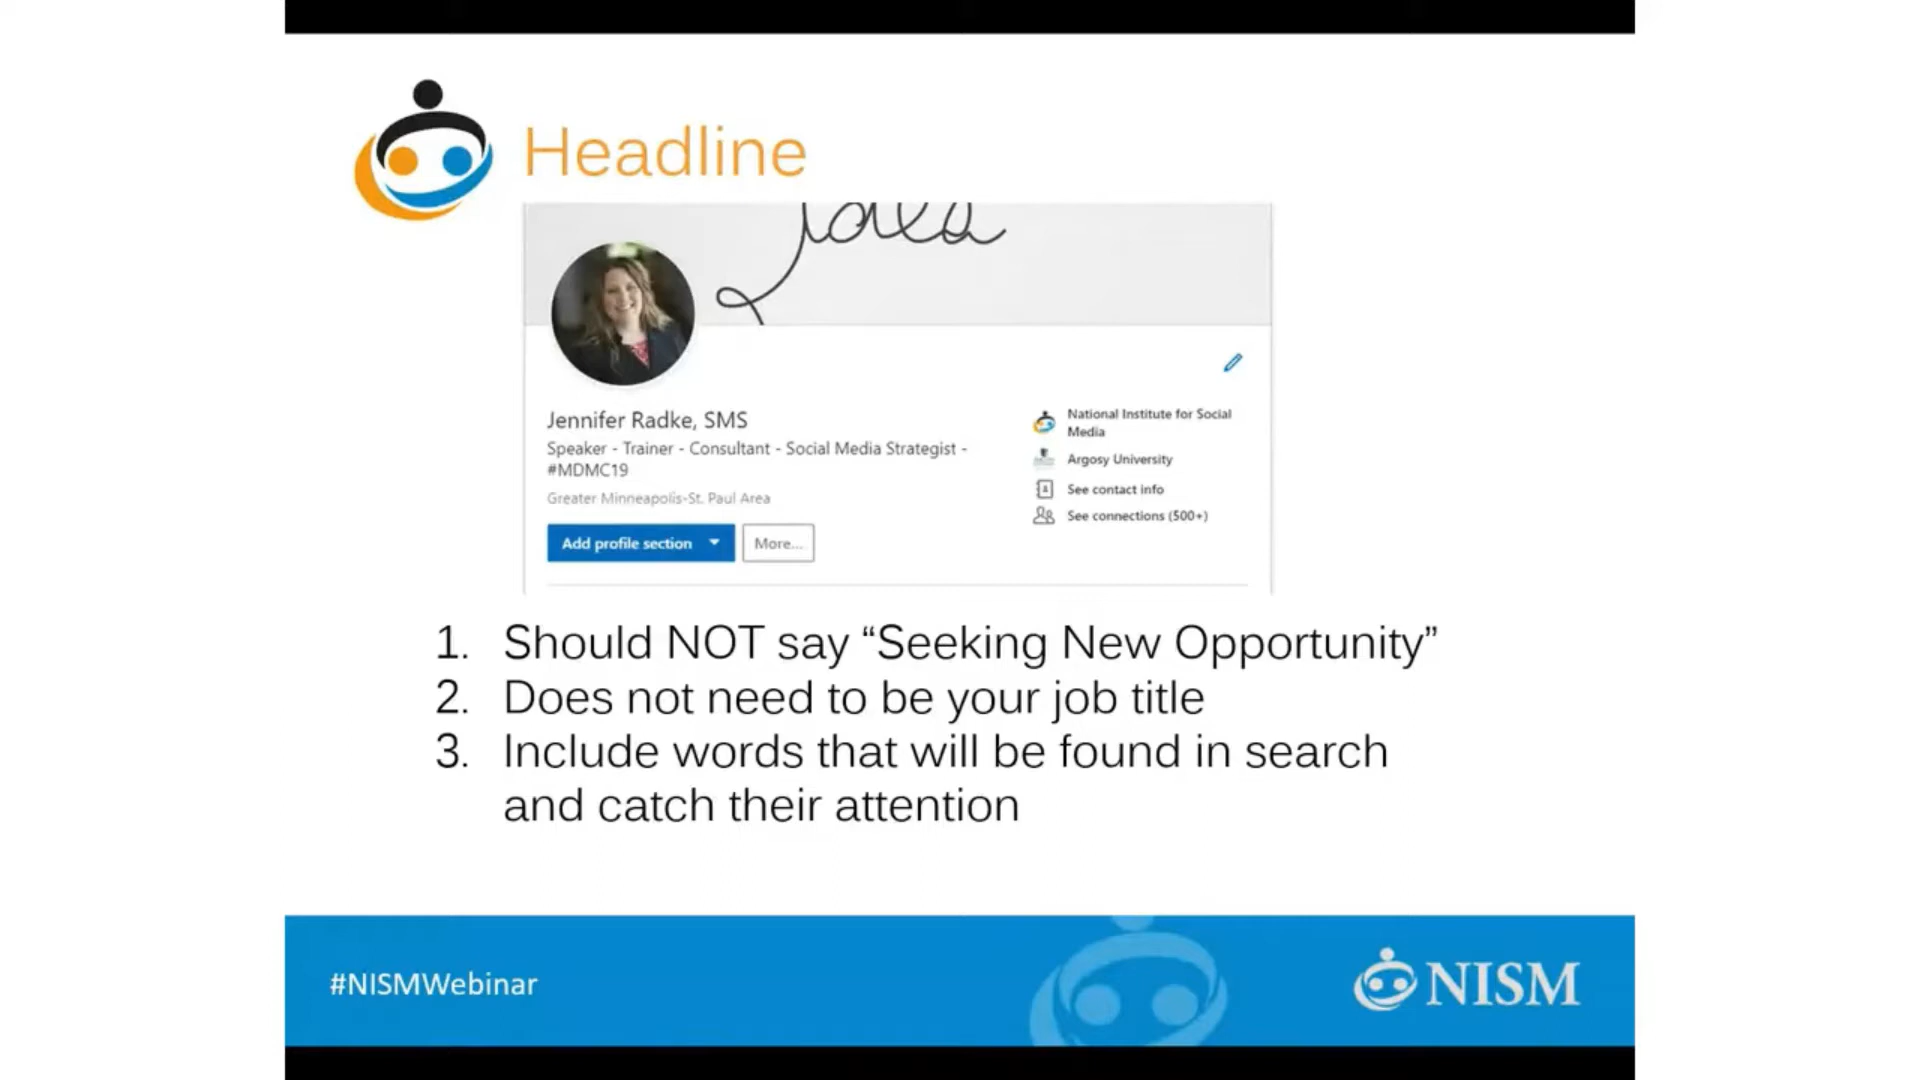 Headline
idea
Jennifer Radke, SMS
Speaker - Trainer - Consultant - Social Media Strategist -
#MDMC19
Greater Minneapolis-St. Paul Area
Add profile section
More...
National Institute for Social
Media
Argosy University
See contact info
See connections (500+)
1. Should NOT say “Seeking New Opportunity”
2. Does not need to be your job title
3. Include words that will be found in search
and catch their attention
#NISMWebinar
NISM